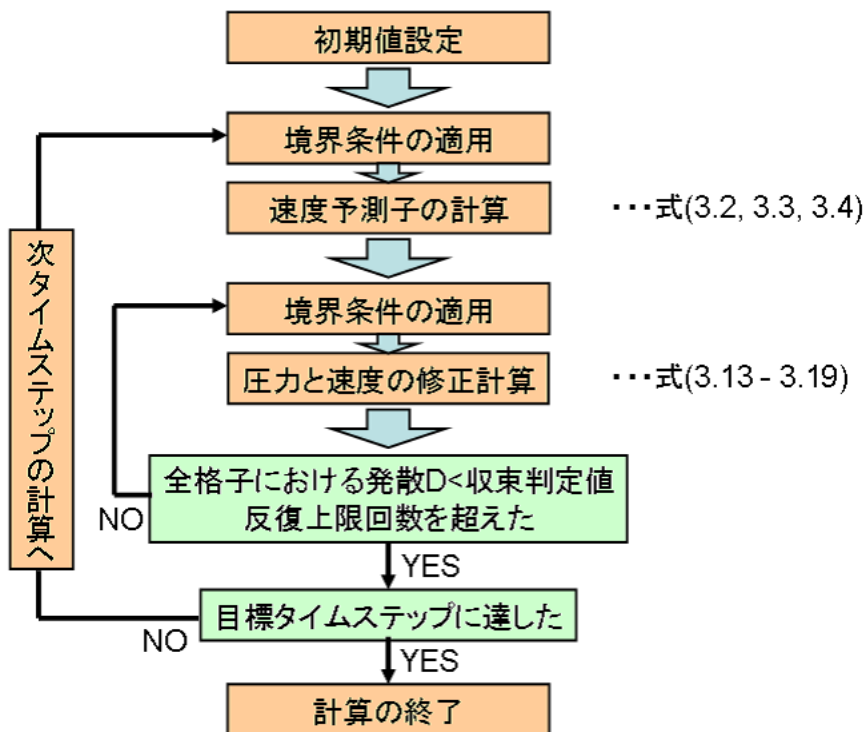 初期値設定
境界条件の適用
速度予測子の計算
・・・式(3.2, 3.3, 3.4)
境界条件の適用
圧力と速度の修正計算
・・・式(3.13 - 3.19)
全格子における発散D<収束判定値
反復上限回数を超えた
NO
YES
目標タイムステップに達した
NO
YES
計算の終了
次タイムステップの計算へ